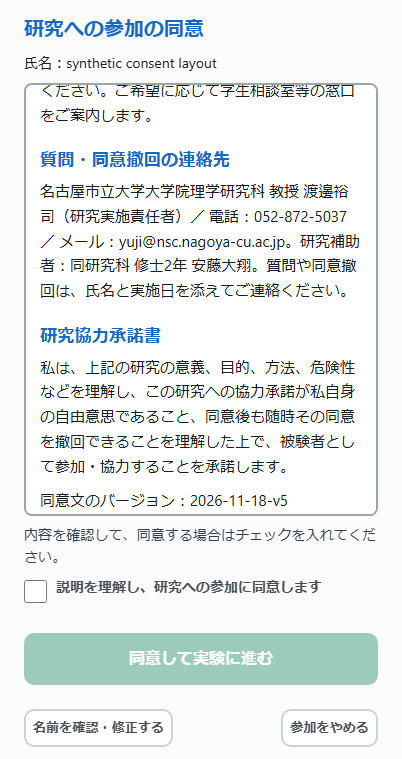 研究への参加の同意
氏名：synthetic consent layout
ください。ご希望に応じて学生相談室等の窓口
をご案内します。
質問・同意撤回の連絡先
名古屋市立大学大学院理学研究科 教授 渡邉裕
司（研究実施責任者）／ 電話：052-872-5037
／ メール：yuji@nsc.nagoya-cu.ac.jp。研究補助
者：同研究科 修士2年 安藤大翔。質問や同意撤
回は、氏名と実施日を添えてご連絡ください。
研究協力承諾書
私は、上記の研究の意義、目的、方法、危険性
などを理解し、この研究への協力承諾が私自身
の自由意思であること、同意後も随時その同意
を撤回できることを理解した上で、被験者とし
て参加・協力することを承諾します。
同意文のバージョン：2026-11-18-v5
内容を確認して、同意する場合はチェックを入れてくだ
さい。
説明を理解し、研究への参加に同意します
同意して実験に進む
名前を確認・修正する
参加をやめる